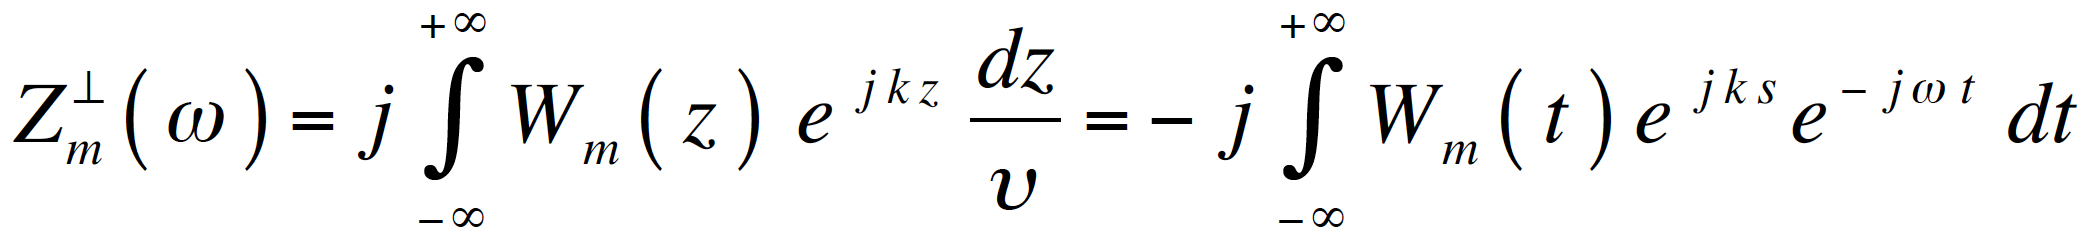 Z_m^⊥(ω) = j ∫_{-∞}^{+∞} W_m(z) e^{jkz} dz/υ = -j ∫_{-∞}^{+∞} W_m(t) e^{jks} e^{-jωt} dt